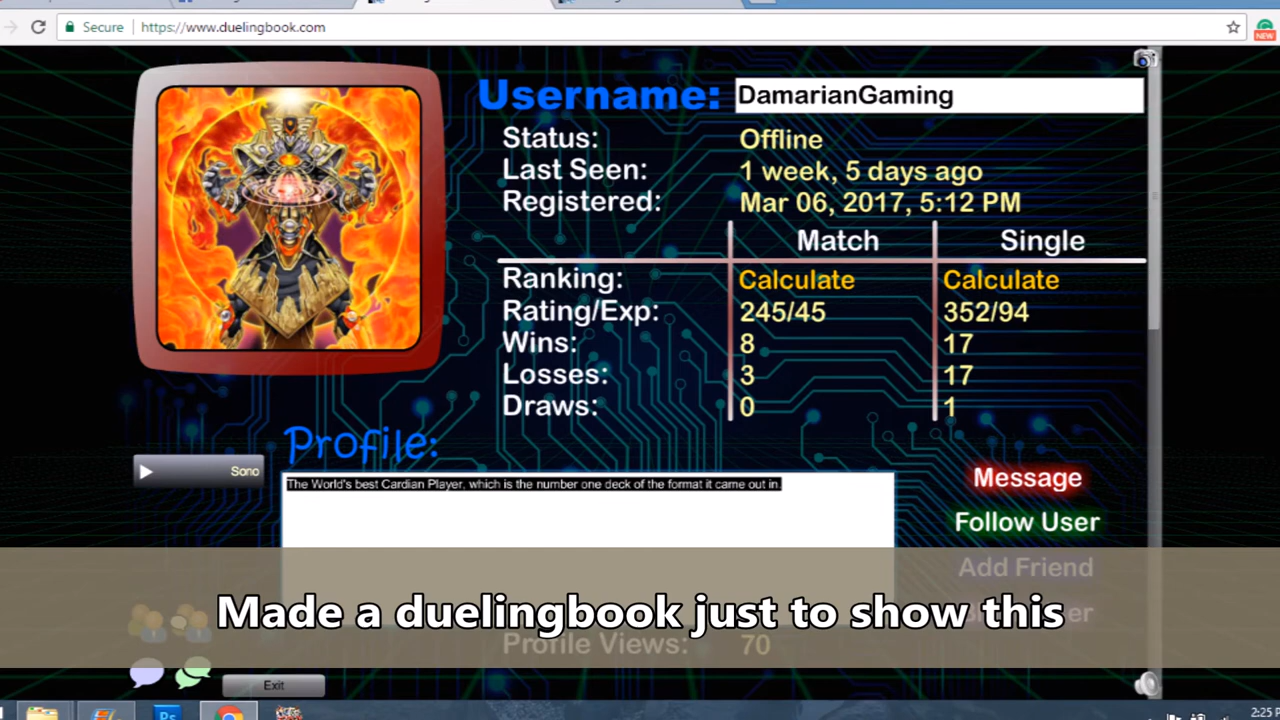 Secure https://www.duelingbook.com
NEW
Username: DamarianGaming
Status: Offline
Last Seen: 1 week, 5 days ago
Registered: Mar 06, 2017, 5:12 PM
Match Single
Ranking: Calculate Calculate
Rating/Exp: 245/45 352/94
Wins: 8 17
Losses: 3 17
Draws: 0 1
Profile:
Sono
The World's best Cardian Player, which is the number one deck of the format it came out in.
Message
Follow User
Add Friend
Made a duelingbook just to show this
Profile Views: 70
Exit
Ps
2:25 P